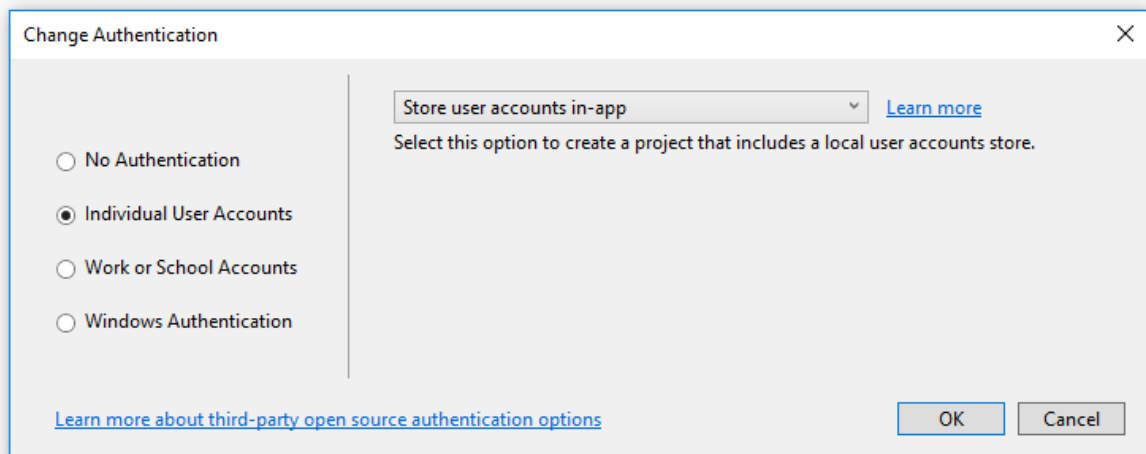 Change Authentication
Store user accounts in-app
Learn more
Select this option to create a project that includes a local user accounts store.
No Authentication
Individual User Accounts
Work or School Accounts
Windows Authentication
Learn more about third-party open source authentication options
OK
Cancel